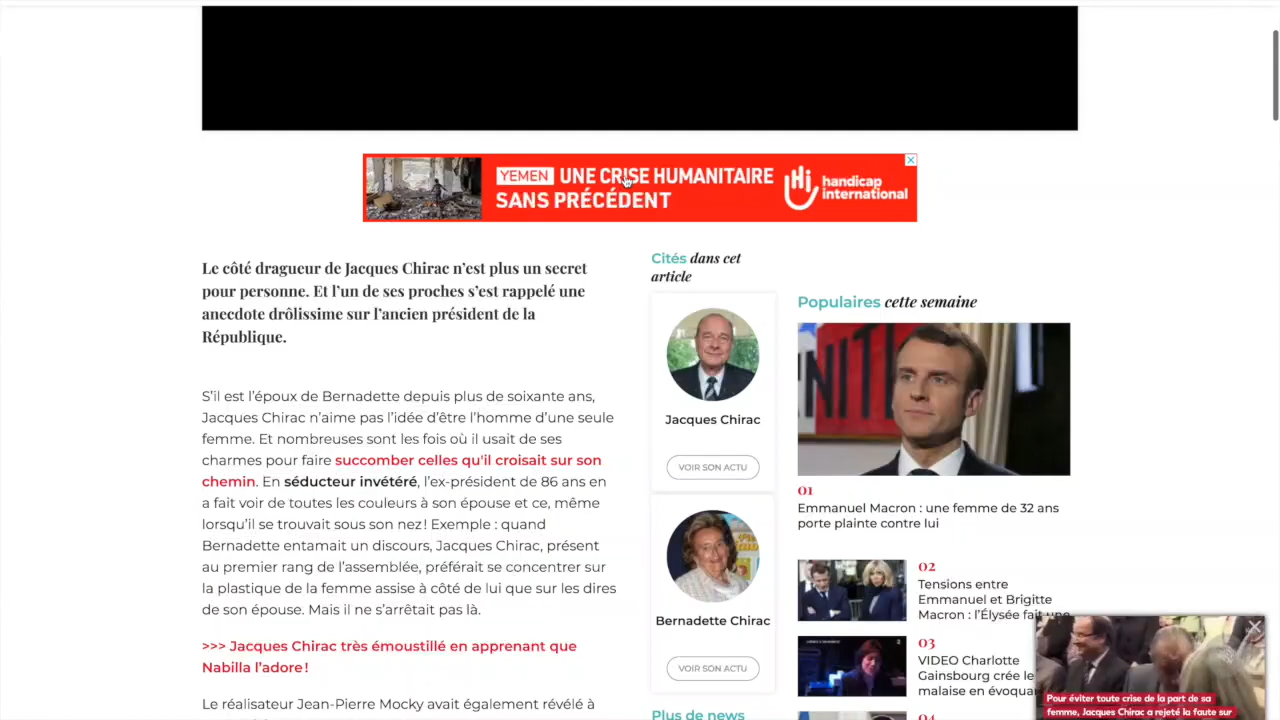 YEMEN UNE CRISE HUMANITAIRE
SANS PRÉCÉDENT
Hi handicap
international
Le côté dragueur de Jacques Chirac n'est plus un secret
pour personne. Et l'un de ses proches s'est rappelé une
anecdote drôlissime sur l'ancien président de la
République.
S'il est l'époux de Bernadette depuis plus de soixante ans,
Jacques Chirac n'aime pas l'idée d'être l'homme d'une seule
femme. Et nombreuses sont les fois où il usait de ses
charmes pour faire succomber celles qu'il croisait sur son
chemin. En séducteur invétéré, l'ex-président de 86 ans en
a fait voir de toutes les couleurs à son épouse et ce, même
lorsqu'il se trouvait sous son nez ! Exemple : quand
Bernadette entamait un discours, Jacques Chirac, présent
au premier rang de l'assemblée, préférait se concentrer sur
la plastique de la femme assise à côté de lui que sur les dires
de son épouse. Mais il ne s'arrêtait pas là.
>>> Jacques Chirac très émoustillé en apprenant que
Nabilla l'adore !
Le réalisateur Jean-Pierre Mocky avait également révélé à
Cités dans cet
article
Jacques Chirac
VOIR SON ACTU
Bernadette Chirac
VOIR SON ACTU
Plus de news
Populaires cette semaine
01
Emmanuel Macron : une femme de 32 ans
porte plainte contre lui
02
Tensions entre
Emmanuel et Brigitte
Macron : l'Élysée fait une
03
VIDEO Charlotte
Gainsbourg crée le
malaise en évoqua
04
Pour éviter toute crise de la part de sa
femme, Jacques Chirac a rejeté la faute sur